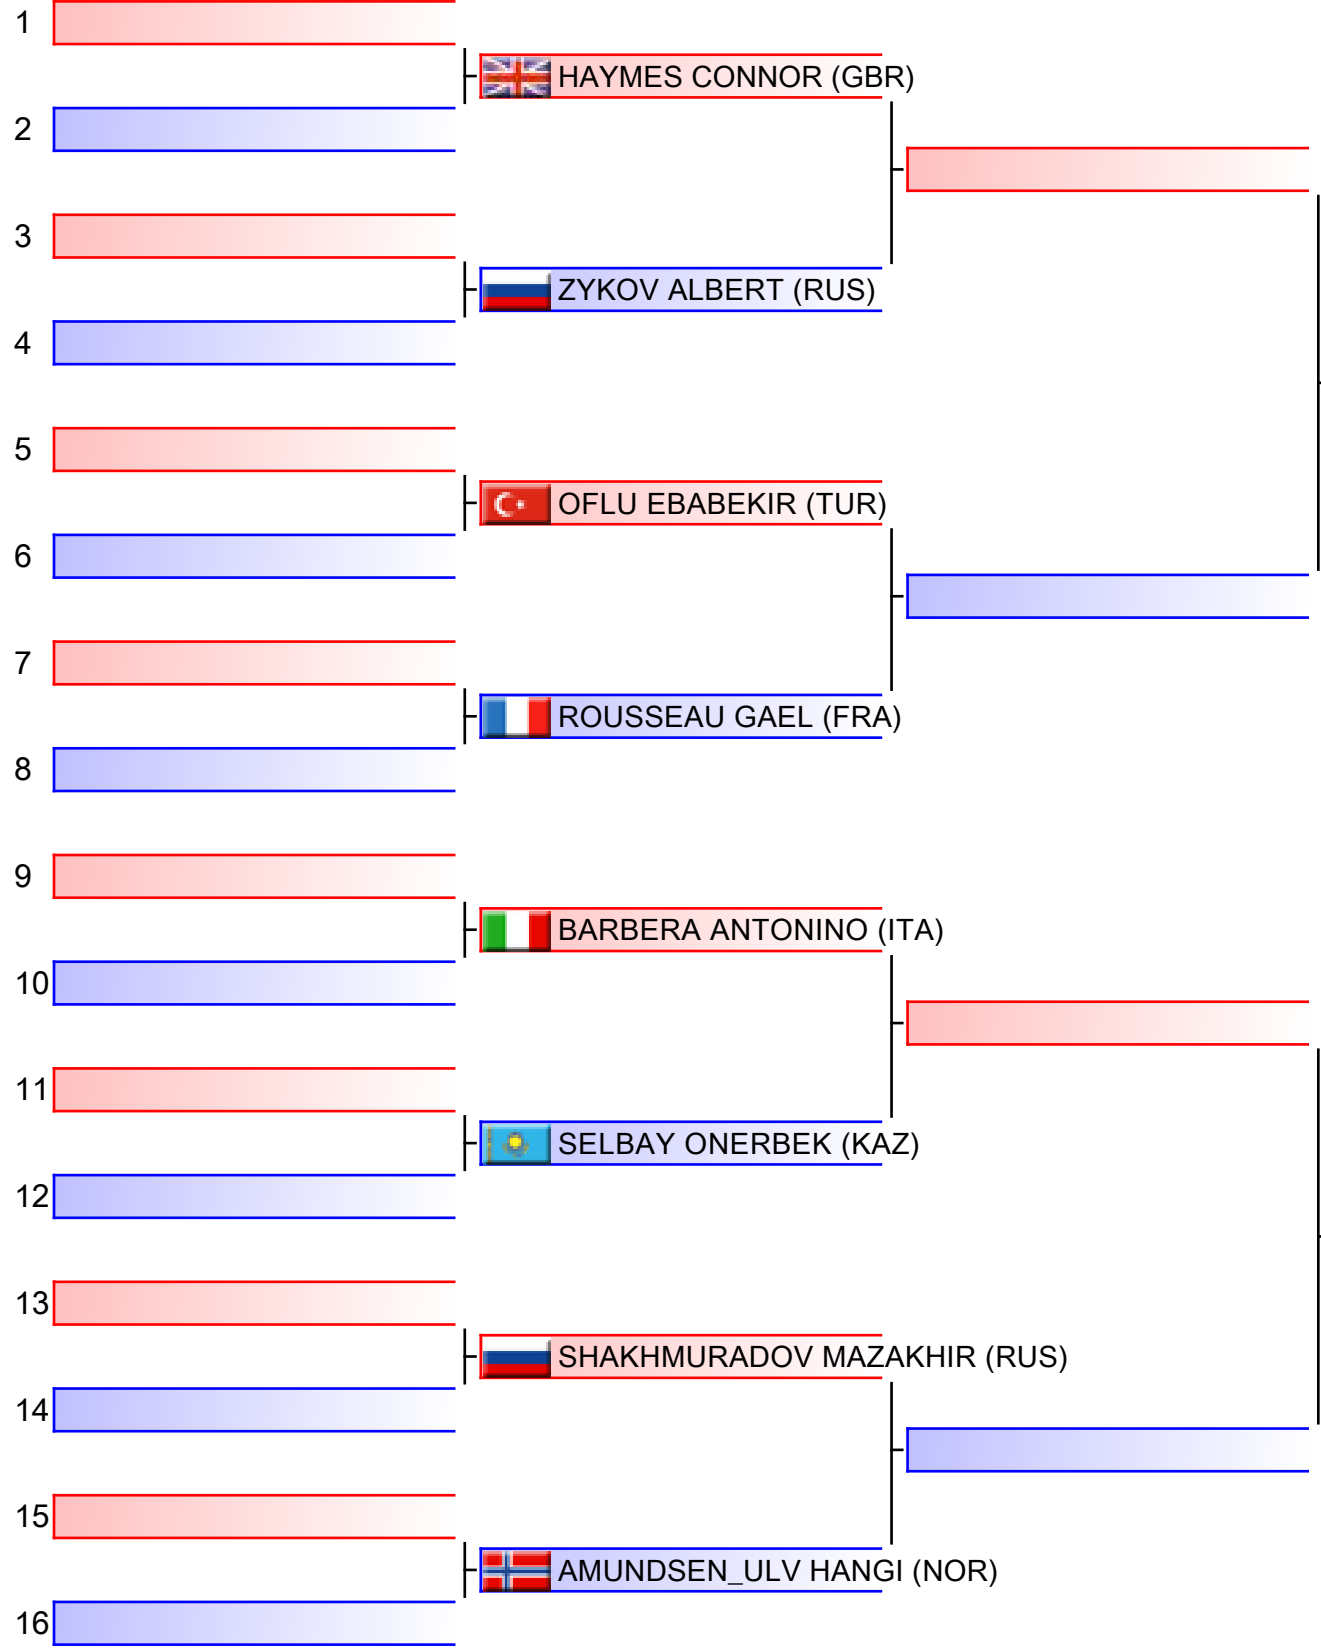 1
HAYMES CONNOR (GBR)
2
3
ZYKOV ALBERT (RUS)
4
5
OFLU EBABEKIR (TUR)
6
7
ROUSSEAU GAEL (FRA)
8
9
BARBERA ANTONINO (ITA)
10
11
SELBAY ONERBEK (KAZ)
12
13
SHAKHMURADOV MAZAKHIR (RUS)
14
15
AMUNDSEN_ULV HANGI (NOR)
16